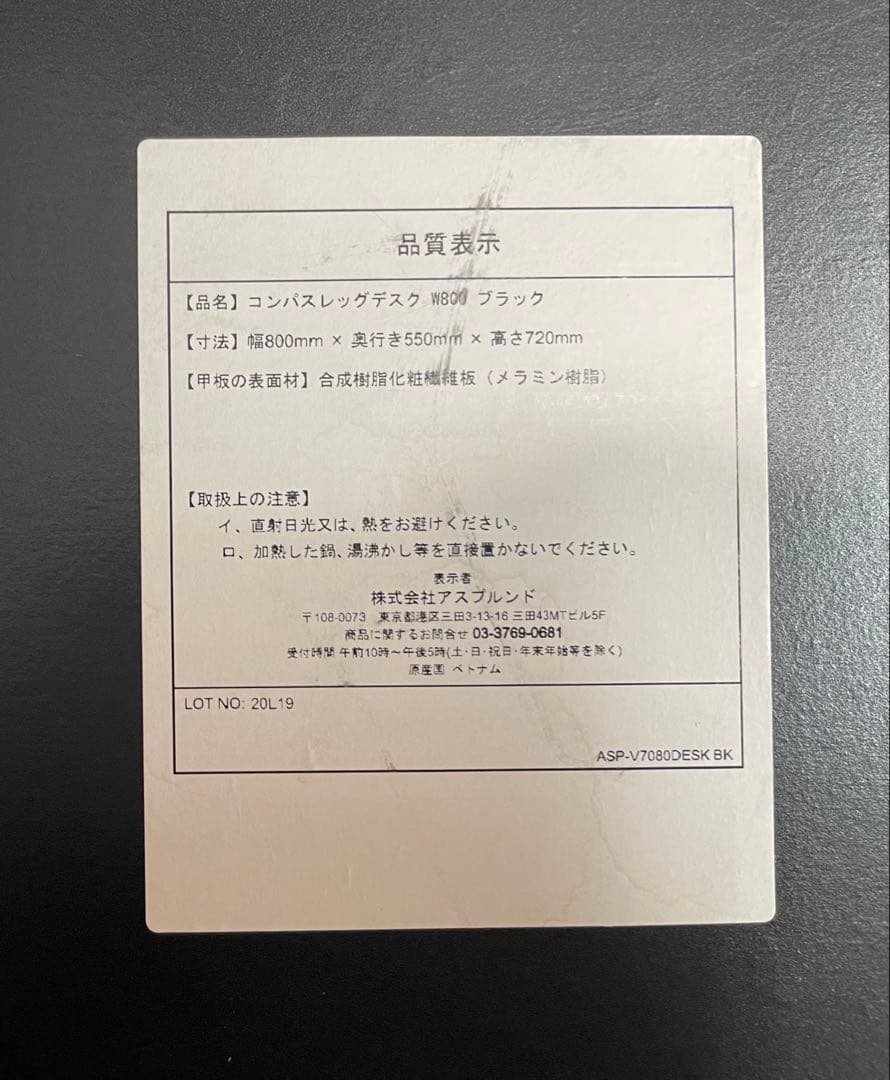 品質表示
【品名】コンパスレッグデスク W800 ブラック
【寸法】幅800mm × 奥行き550mm × 高さ720mm
【甲板の表面材】合成樹脂化粧繊維板（メラミン樹脂）
【取扱上の注意】
イ、直射日光又は、熱をお避けください。
ロ、加熱した鍋、湯沸かし等を直接置かないでください。
表示者
株式会社アスプルンド
〒108-0073 東京都港区三田3-13-16 三田43MTビル5F
商品に関するお問合せ 03-3769-0681
受付時間 午前10時～午後5時(土・日・祝日・年末年始等を除く)
原産国 ベトナム
LOT NO: 20L19
ASP-V7080DESK BK